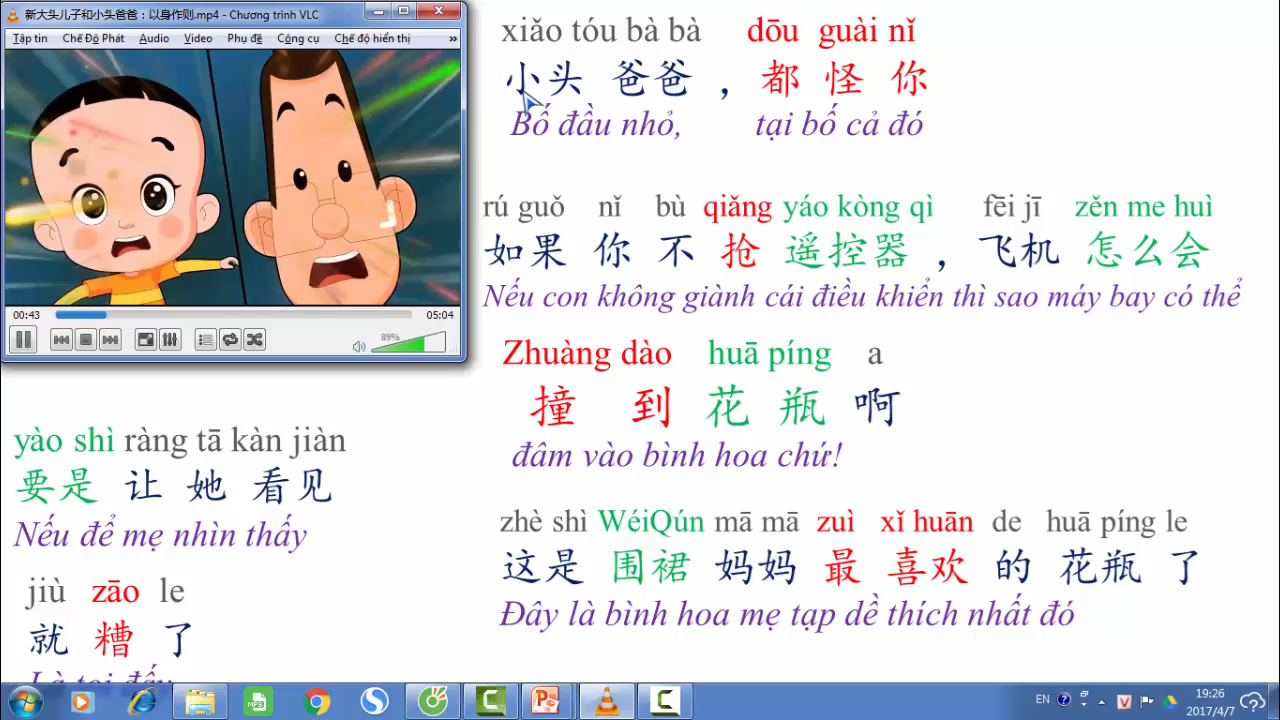 新大头儿子和小头爸爸：以身作则.mp4 - Chương trình VLC
Tập tin Chế Độ Phát Audio Video Phụ đề Công cụ Chế độ hiển thị »
00:43 05:04
89%
xiǎo tóu bà bà dōu guài nǐ
小头 爸爸 ， 都 怪 你
Bố đầu nhỏ, tại bố cả đó
rú guǒ nǐ bù qiǎng yáo kòng qì fēi jī zěn me huì
如果 你 不 抢 遥控器 ， 飞机 怎么会
Nếu con không giành cái điều khiển thì sao máy bay có thể
Zhuàng dào huā píng a
撞 到 花 瓶 啊
đâm vào bình hoa chứ!
zhè shì WéiQún mā mā zuì xǐ huān de huā píng le
这是 围裙 妈妈 最 喜欢 的 花瓶 了
Đây là bình hoa mẹ tạp dề thích nhất đó
yào shì ràng tā kàn jiàn
要是 让 她 看见
Nếu để mẹ nhìn thấy
jiù zāo le
就 糟 了
Là tại đấy
MP3
EN
19:26
2017/4/7